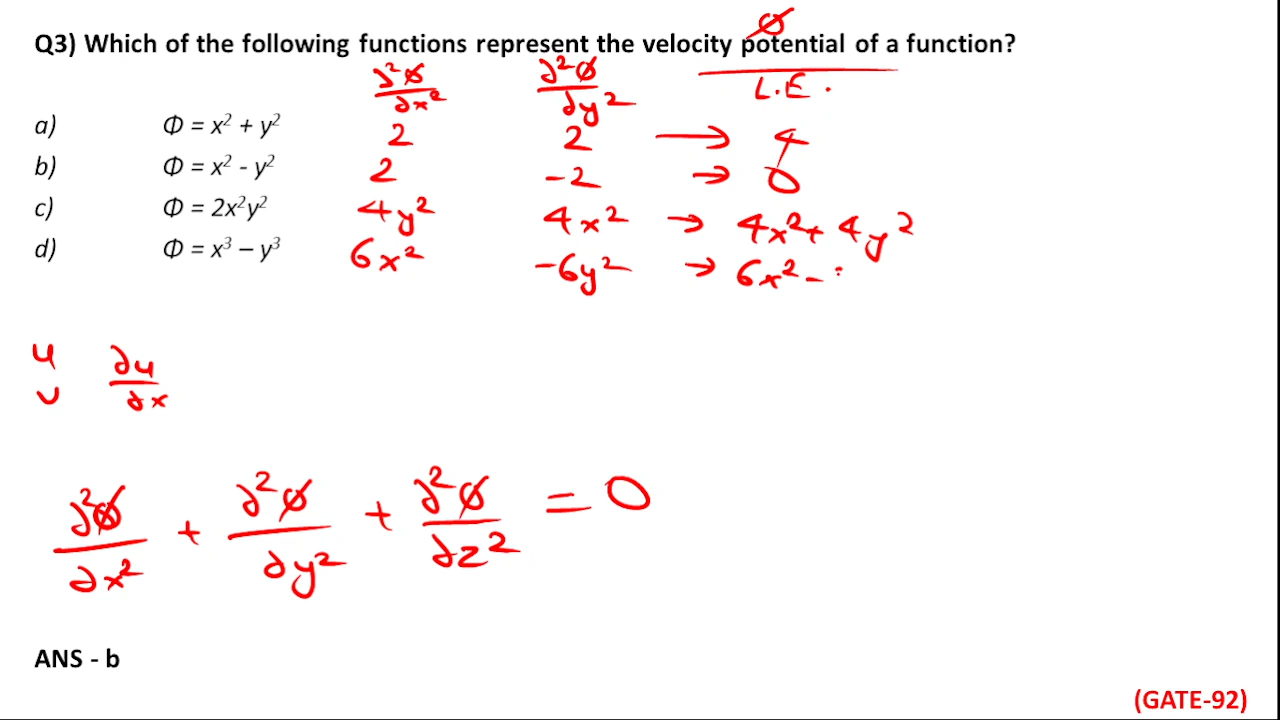 Q3) Which of the following functions represent the velocity potential of a function?
ϕ
∂²ϕ/∂x² ∂²ϕ/∂y² L.E.
a) Φ = x² + y² 2 2 → 4
b) Φ = x² - y² 2 -2 → 0
c) Φ = 2x²y² 4y² 4x² → 4x²+ 4y²
d) Φ = x³ – y³ 6x² -6y² → 6x² -
u ∂u/∂x
v
∂²ϕ/∂x² + ∂²ϕ/∂y² + ∂²ϕ/∂z² = 0
ANS - b
(GATE-92)